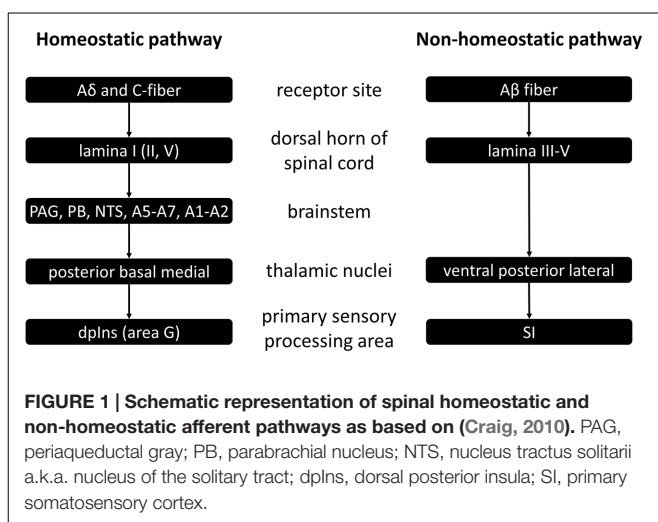 Homeostatic pathway
Non-homeostatic pathway
Aδ and C-fiber
receptor site
Aβ fiber
lamina I (II, V)
dorsal horn of
spinal cord
lamina III-V
PAG, PB, NTS, A5-A7, A1-A2
brainstem
posterior basal medial
thalamic nuclei
ventral posterior lateral
dpIns (area G)
primary sensory
processing area
SI
FIGURE 1 | Schematic representation of spinal homeostatic and
non-homeostatic afferent pathways as based on (Craig, 2010). PAG,
periaqueductal gray; PB, parabrachial nucleus; NTS, nucleus tractus solitarii
a.k.a. nucleus of the solitary tract; dpIns, dorsal posterior insula; SI, primary
somatosensory cortex.